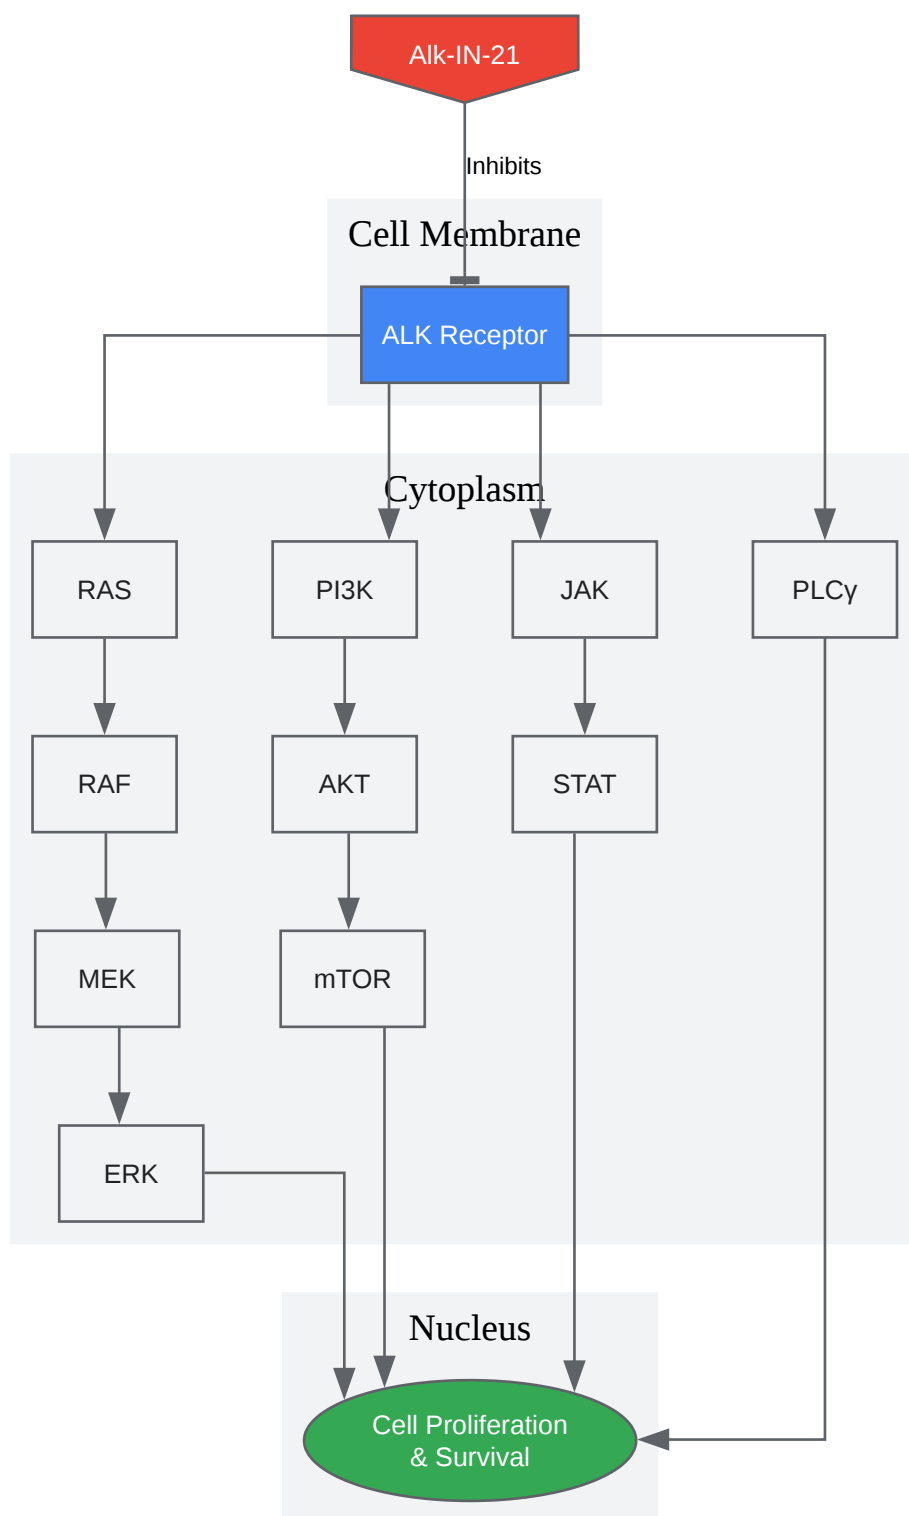 Alk-IN-21
Inhibits
Cell Membrane
ALK Receptor
Cytoplasm
RAS
PI3K
JAK
PLCγ
RAF
AKT
STAT
MEK
mTOR
ERK
Nucleus
Cell Proliferation
& Survival